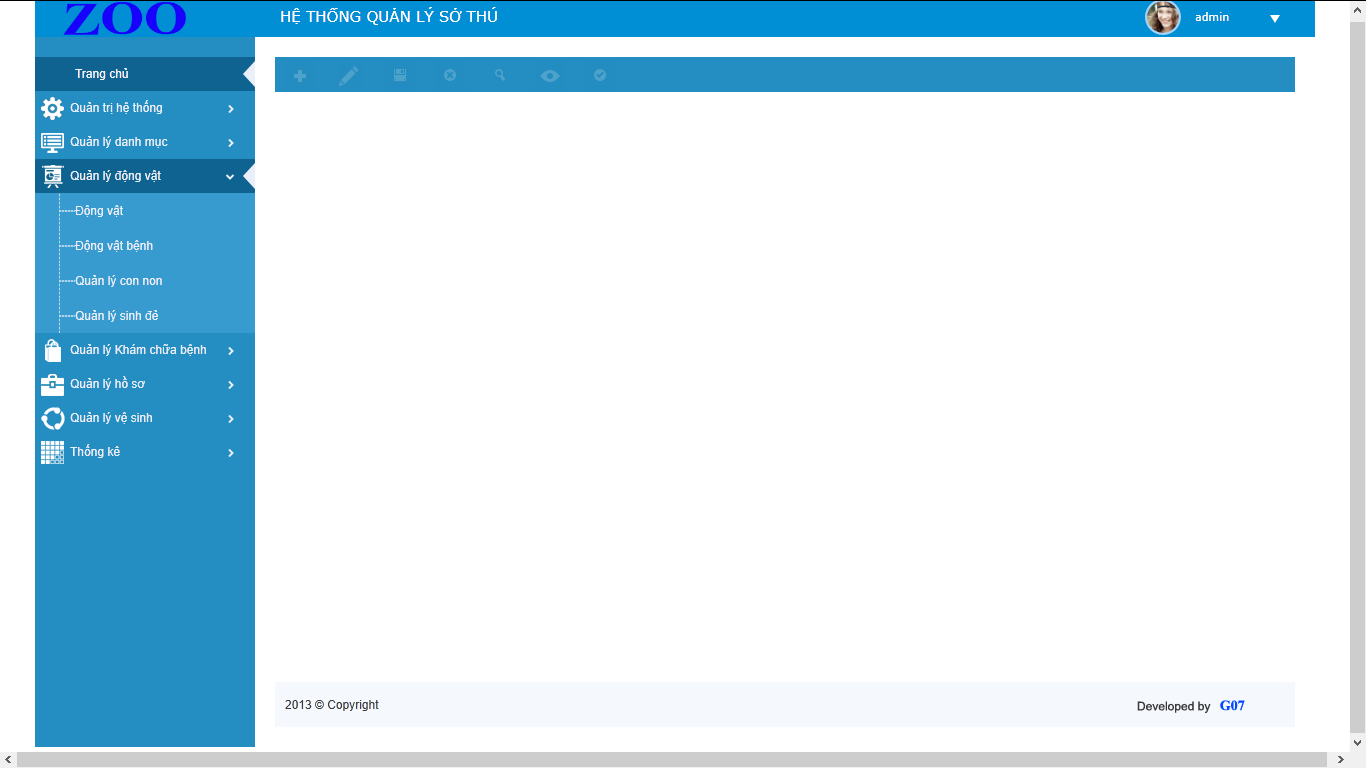 ZOO
HỆ THỐNG QUẢN LÝ SỞ THÚ
admin
Trang chủ
Quản trị hệ thống
Quản lý danh mục
Quản lý động vật
Động vật
Động vật bệnh
Quản lý con non
Quản lý sinh đẻ
Quản lý Khám chữa bệnh
Quản lý hồ sơ
Quản lý vệ sinh
Thống kê
2013 © Copyright
Developed by G07